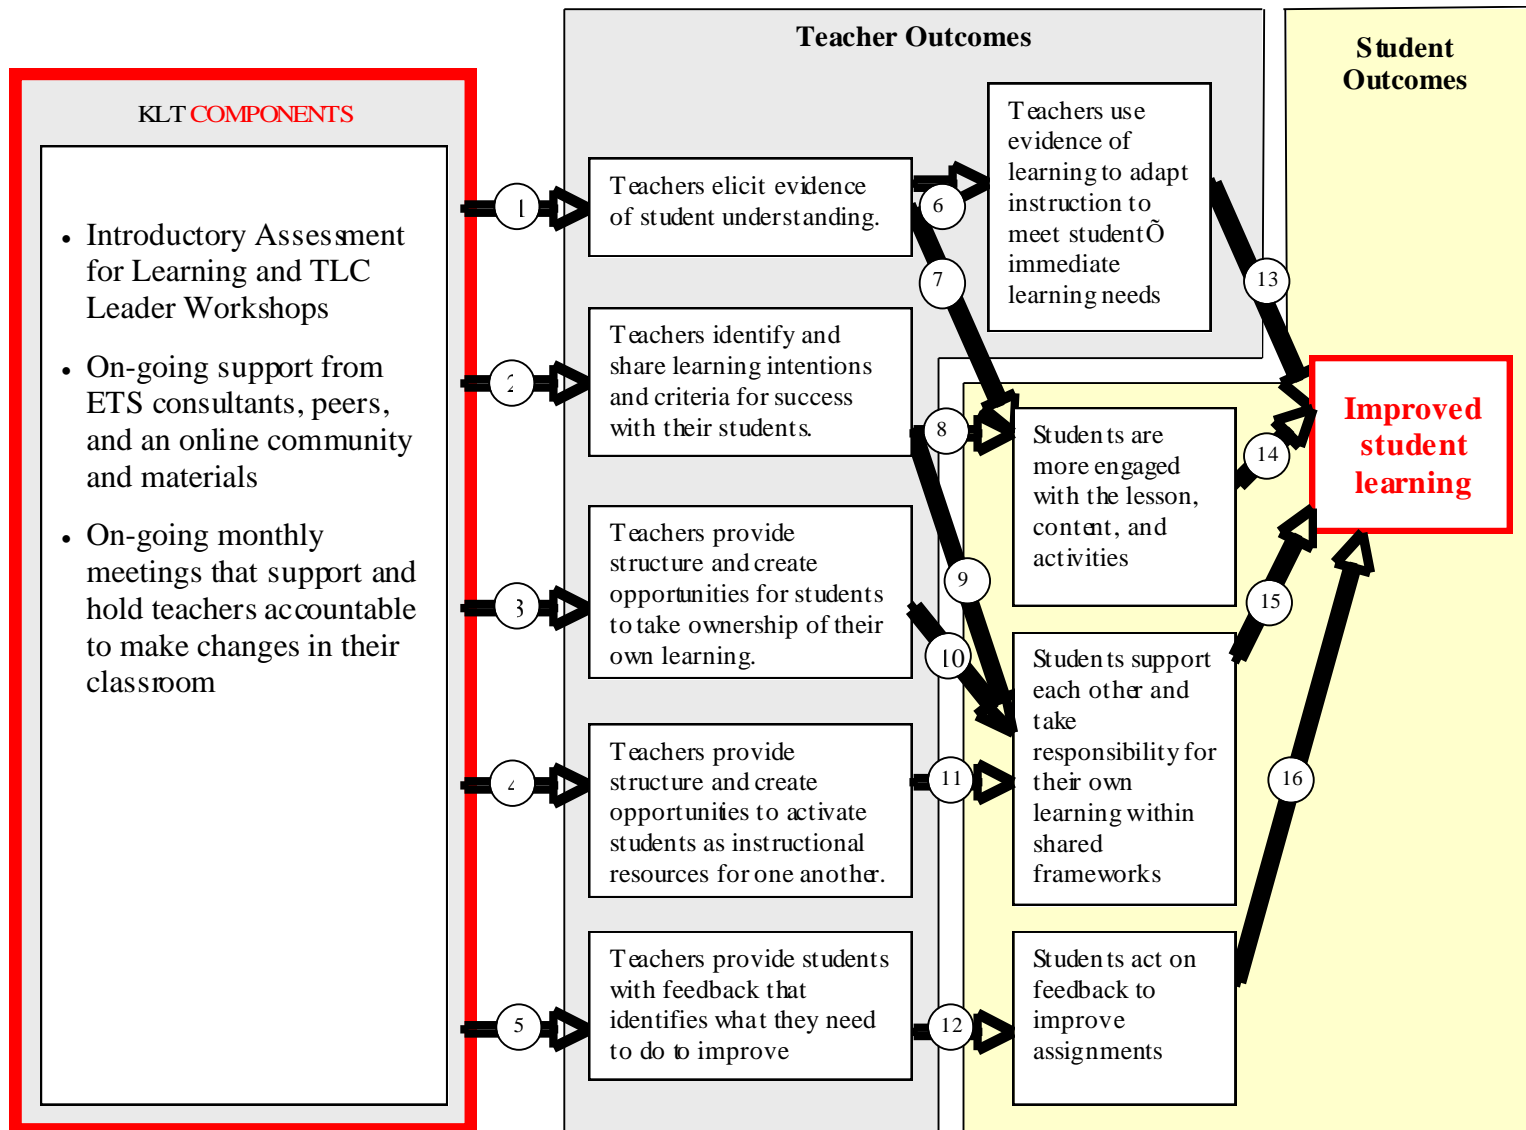 Teacher Outcomes
Student
Outcomes
KLT COMPONENTS
• Introductory Assessment
for Learning and TLC
Leader Workshops
• On-going support from
ETS consultants, peers,
and an online community
and materials
• On-going monthly
meetings that support and
hold teachers accountable
to make changes in their
classroom
1
2
3
4
5
Teachers elicit evidence
of student understanding.
Teachers identify and
share learning intentions
and criteria for success
with their students.
Teachers provide
structure and create
opportunities for students
to take ownership of their
own learning.
Teachers provide
structure and create
opportunities to activate
students as instructional
resources for one another.
Teachers provide students
with feedback that
identifies what they need
to do to improve
6
7
8
9
10
11
12
Teachers use
evidence of
learning to adapt
instruction to
meet studentÕ
immediate
learning needs
Students are
more engaged
with the lesson,
content, and
activities
Students support
each other and
take
responsibility for
their own
learning within
shared
frameworks
Students act on
feedback to
improve
assignments
13
14
15
16
Improved
student
learning